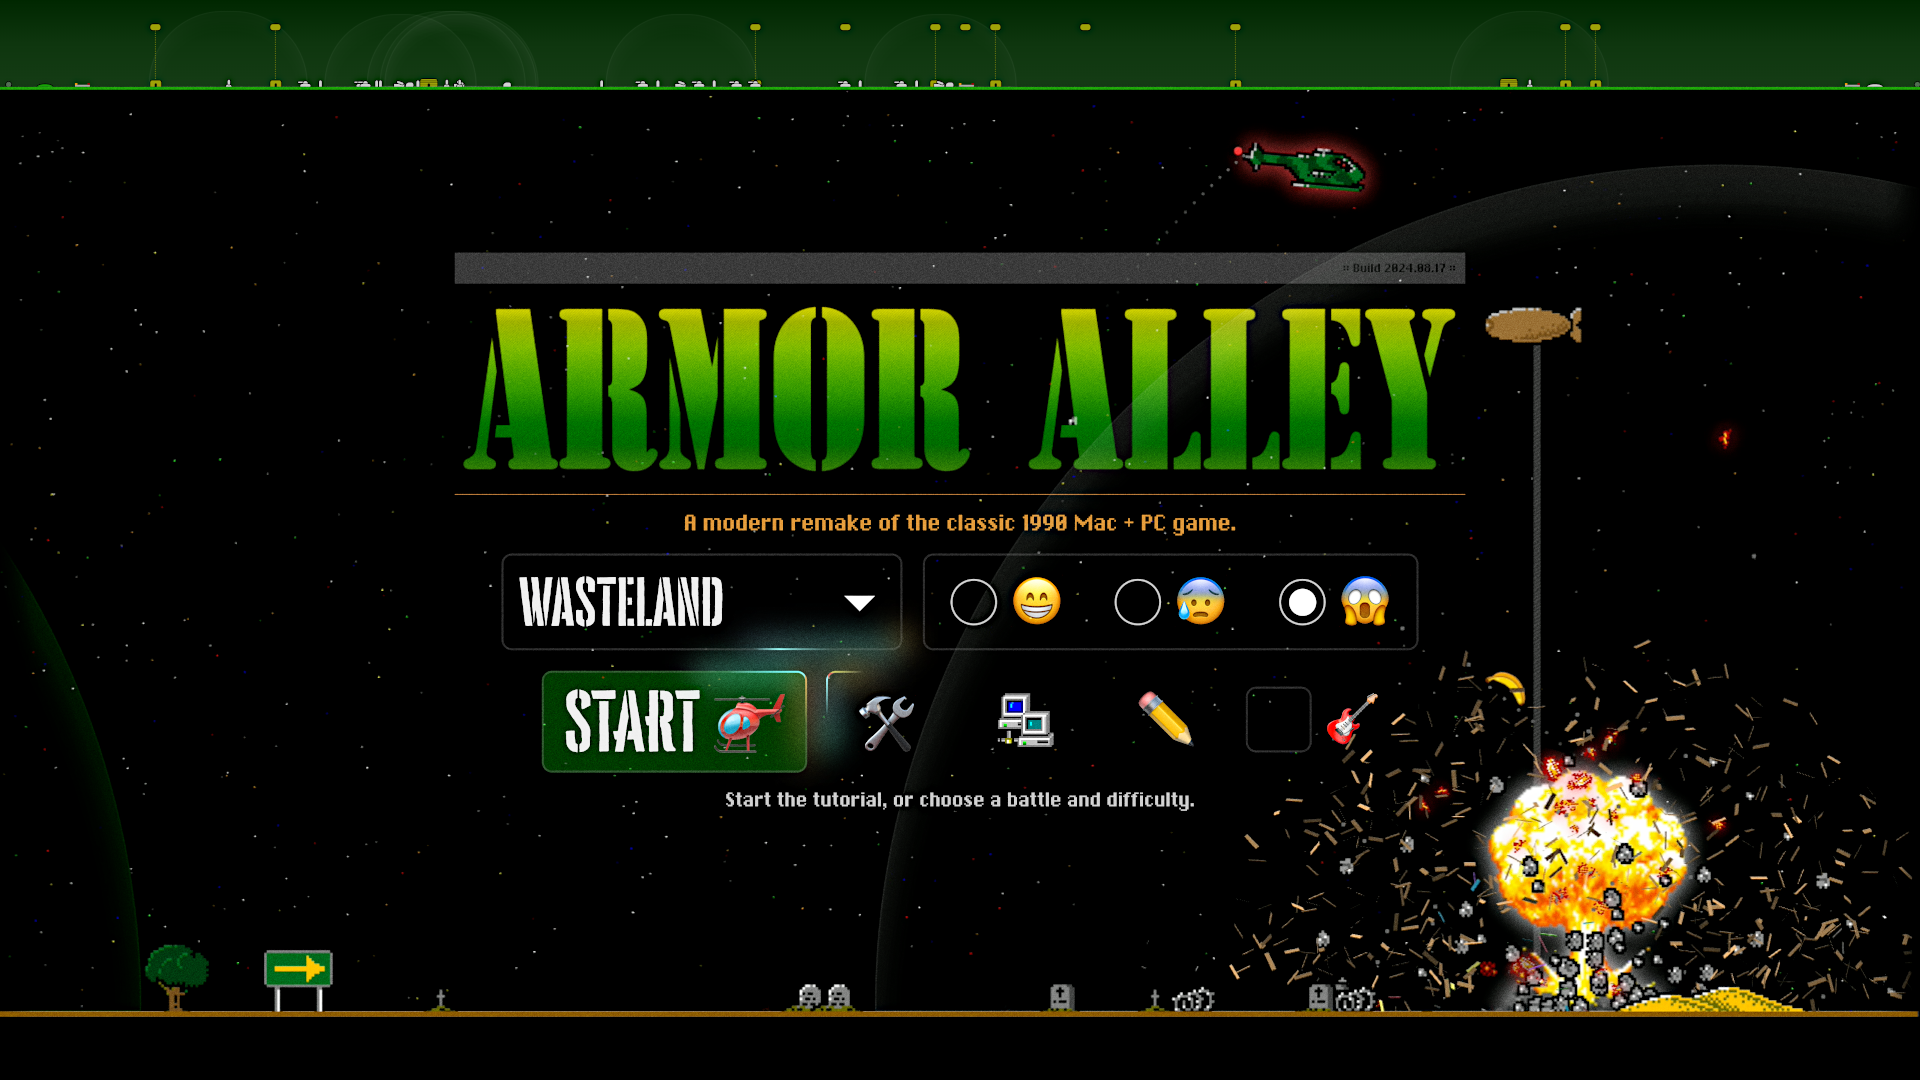 :: Build 2024.08.17 ::
ARMOR ALLEY
A modern remake of the classic 1990 Mac + PC game.
WASTELAND
START
Start the tutorial, or choose a battle and difficulty.